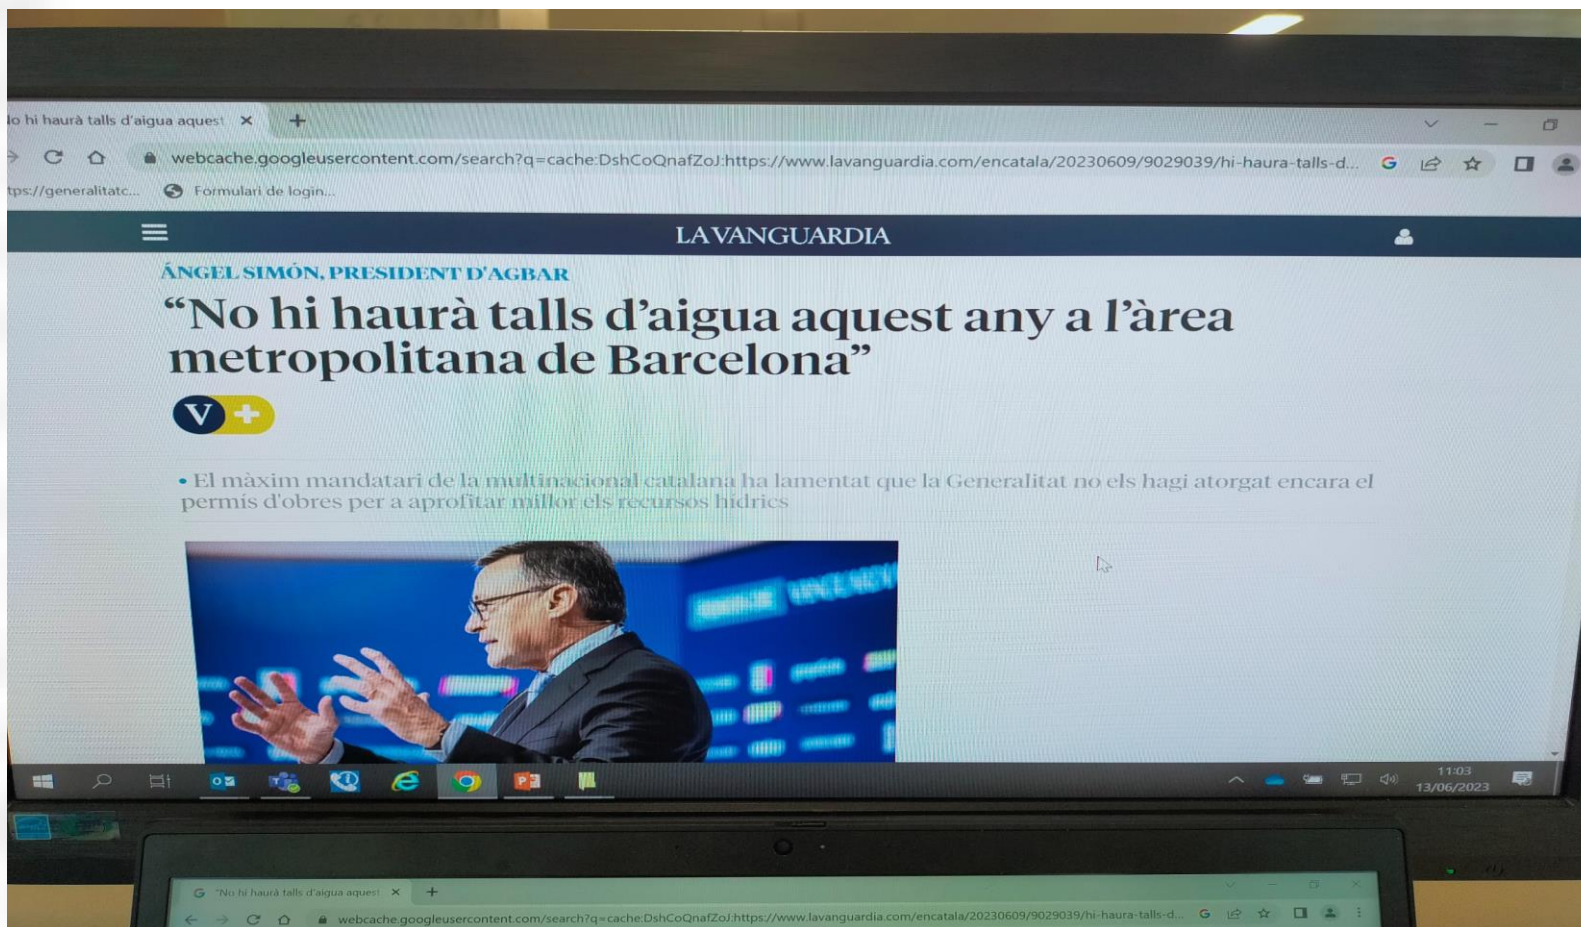 No hi haurà talls d'aigua aquest
webcache.googleusercontent.com/search?q=cache:DshCoQnafZoJ:https://www.lavanguardia.com/encatala/20230609/9029039/hi-haura-talls-d...
tps://generalitatc... Formulari de login...
LA VANGUARDIA
ÁNGEL SIMÓN, PRESIDENT D'AGBAR
“No hi haurà talls d’aigua aquest any a l’àrea
metropolitana de Barcelona”
V+
• El màxim mandatari de la multinacional catalana ha lamentat que la Generalitat no els hagi atorgat encara el
permís d'obres per a aprofitar millor els recursos hídrics
11:03
13/06/2023
"No hi haurà talls d'aigua aquest
webcache.googleusercontent.com/search?q=cache:DshCoQnafZoJ:https://www.lavanguardia.com/encatala/20230609/9029039/hi-haura-talls-d...